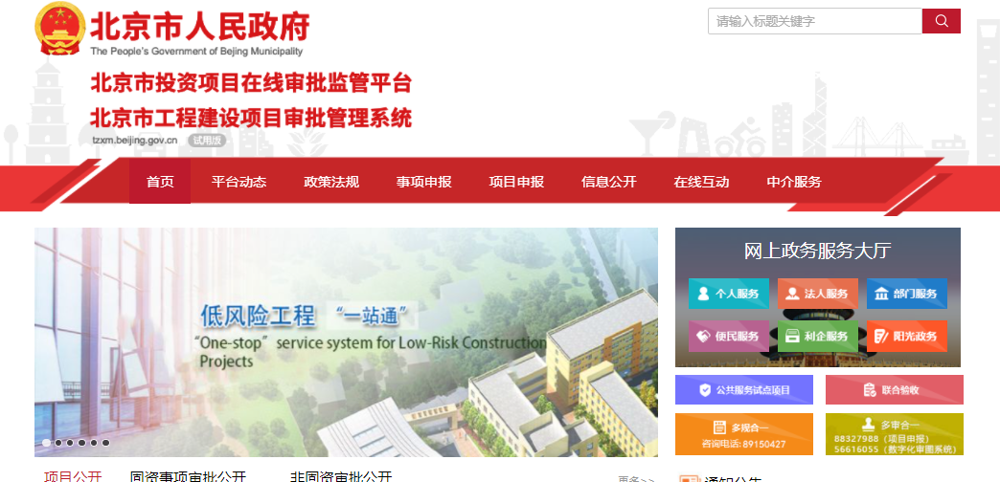 北京市人民政府
The People's Government of Bejing Municipality
北京市投资项目在线审批监管平台
北京市工程建设项目审批管理系统
tzxm.beijing.gov.cn 试用版
请输入标题关键字
首页 平台动态 政策法规 事项申报 项目申报 信息公开 在线互动 中介服务
低风险工程 “一站通”
“One-stop” service system for Low-Risk Construction
Projects
网上政务服务大厅
个人服务 法人服务 部门服务
便民服务 利企服务 阳光政务
公共服务试点项目 联合验收
多规合一
咨询电话: 89150427
多审合一
88327988（项目申报）
56616055（数字化审图系统）
项目公开 固资事项审批公开 非固资审批公开 更多>>
通知公告